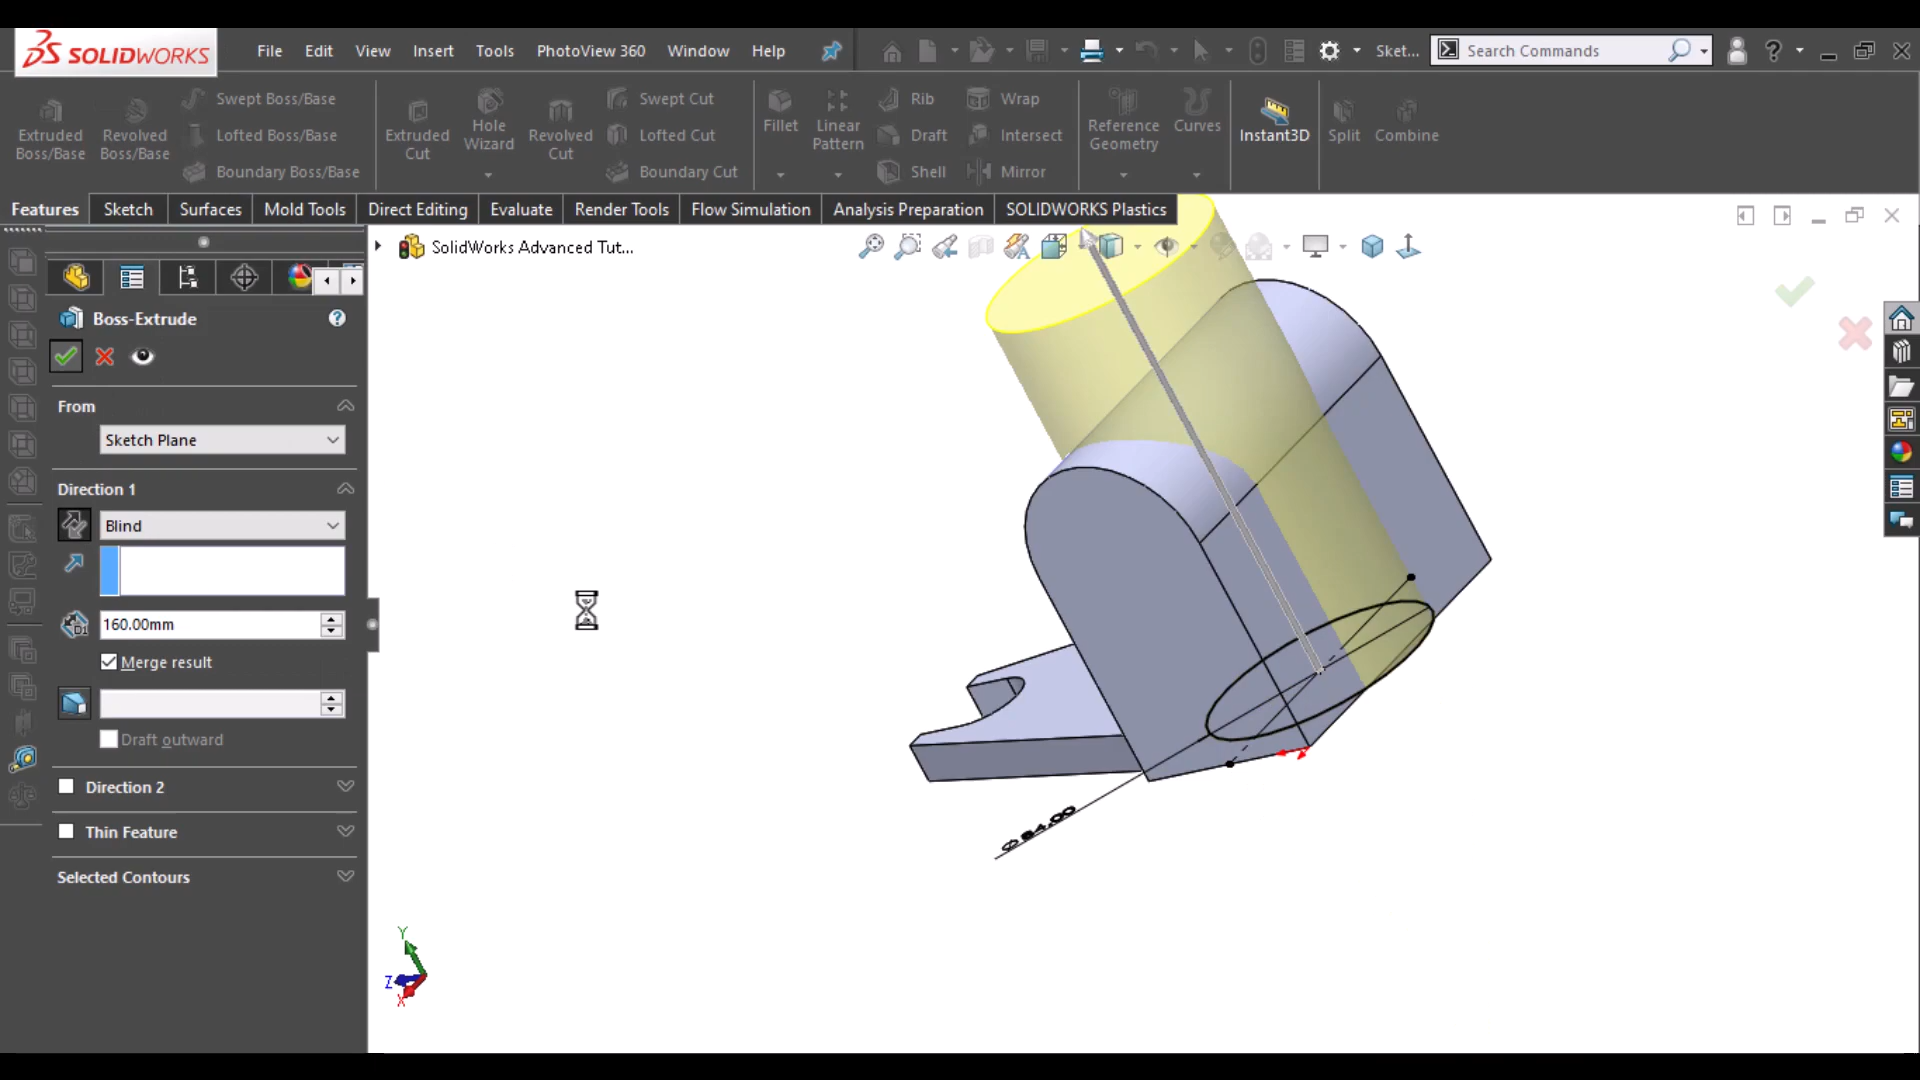 SOLIDWORKS File Edit View Insert Tools PhotoView 360 Window Help Sket... Search Commands
Extruded Boss/Base
Revolved Boss/Base
Swept Boss/Base
Lofted Boss/Base
Boundary Boss/Base
Extruded Cut
Hole Wizard
Revolved Cut
Swept Cut
Lofted Cut
Boundary Cut
Fillet
Linear Pattern
Rib
Draft
Shell
Wrap
Intersect
Mirror
Reference Geometry
Curves
Instant3D
Split
Combine
Features Sketch Surfaces Mold Tools Direct Editing Evaluate Render Tools Flow Simulation Analysis Preparation SOLIDWORKS Plastics
SolidWorks Advanced Tut...
Boss-Extrude
From
Sketch Plane
Direction 1
Blind
160.00mm
Merge result
Draft outward
Direction 2
Thin Feature
Selected Contours
Y
Z
X